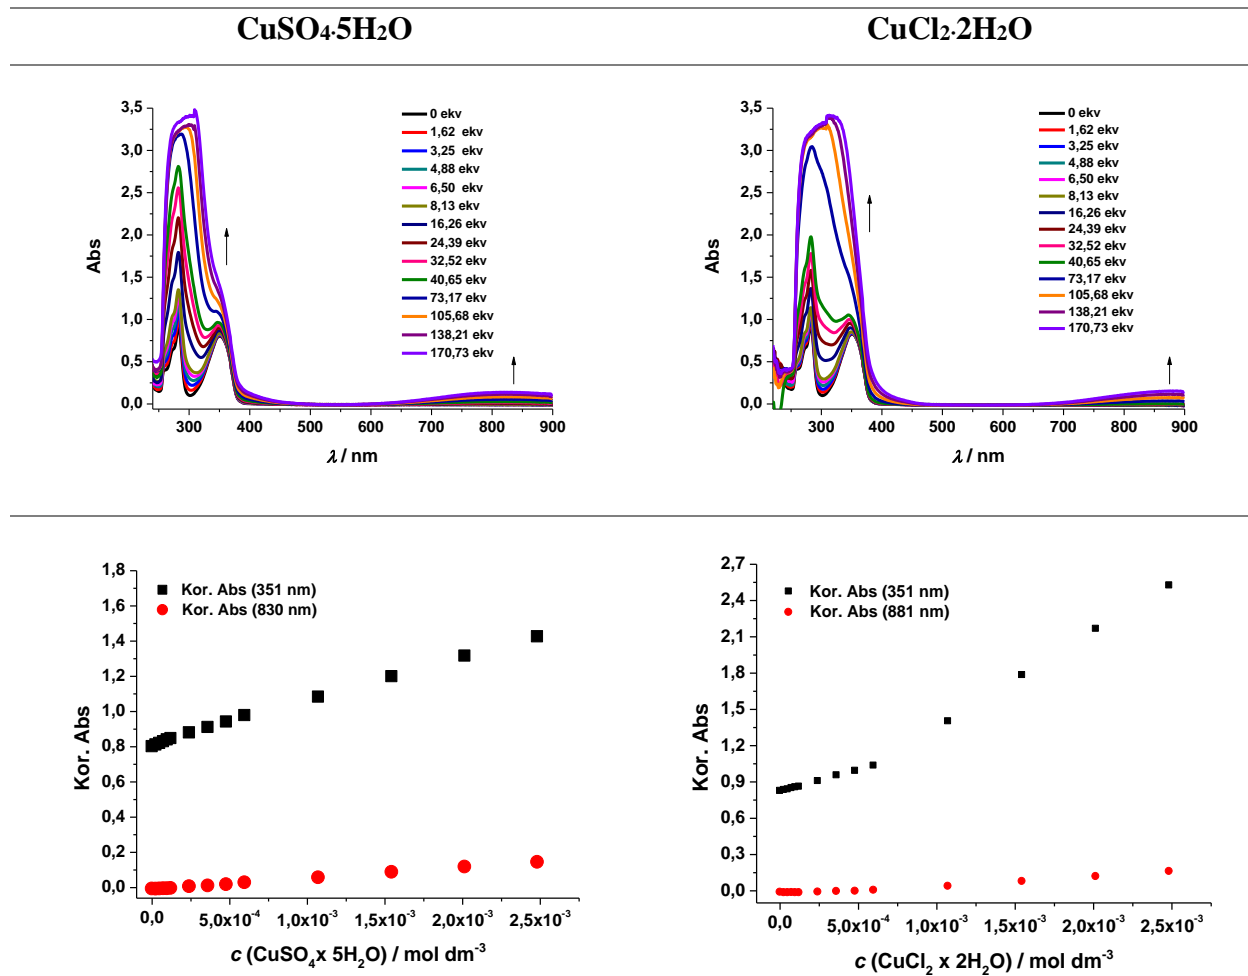 CuSO₄·5H₂O
CuCl₂·2H₂O
3,5
3,0
2,5
2,0
1,5
1,0
0,5
0,0
Abs
300 400 500 600 700 800 900
λ / nm
0 ekv
1,62 ekv
3,25 ekv
4,88 ekv
6,50 ekv
8,13 ekv
16,26 ekv
24,39 ekv
32,52 ekv
40,65 ekv
73,17 ekv
105,68 ekv
138,21 ekv
170,73 ekv
3,5
3,0
2,5
2,0
1,5
1,0
0,5
0,0
Abs
300 400 500 600 700 800 900
λ / nm
0 ekv
1,62 ekv
3,25 ekv
4,88 ekv
6,50 ekv
8,13 ekv
16,26 ekv
24,39 ekv
32,52 ekv
40,65 ekv
73,17 ekv
105,68 ekv
138,21 ekv
170,73 ekv
1,8
1,6
1,4
1,2
1,0
0,8
0,6
0,4
0,2
0,0
Kor. Abs
Kor. Abs (351 nm)
Kor. Abs (830 nm)
0,0 5,0x10⁻⁴ 1,0x10⁻³ 1,5x10⁻³ 2,0x10⁻³ 2,5x10⁻³
c (CuSO₄x 5H₂O) / mol dm⁻³
2,7
2,4
2,1
1,8
1,5
1,2
0,9
0,6
0,3
0,0
Kor. Abs
Kor. Abs (351 nm)
Kor. Abs (881 nm)
0,0 5,0x10⁻⁴ 1,0x10⁻³ 1,5x10⁻³ 2,0x10⁻³ 2,5x10⁻³
c (CuCl₂ x 2H₂O) / mol dm⁻³